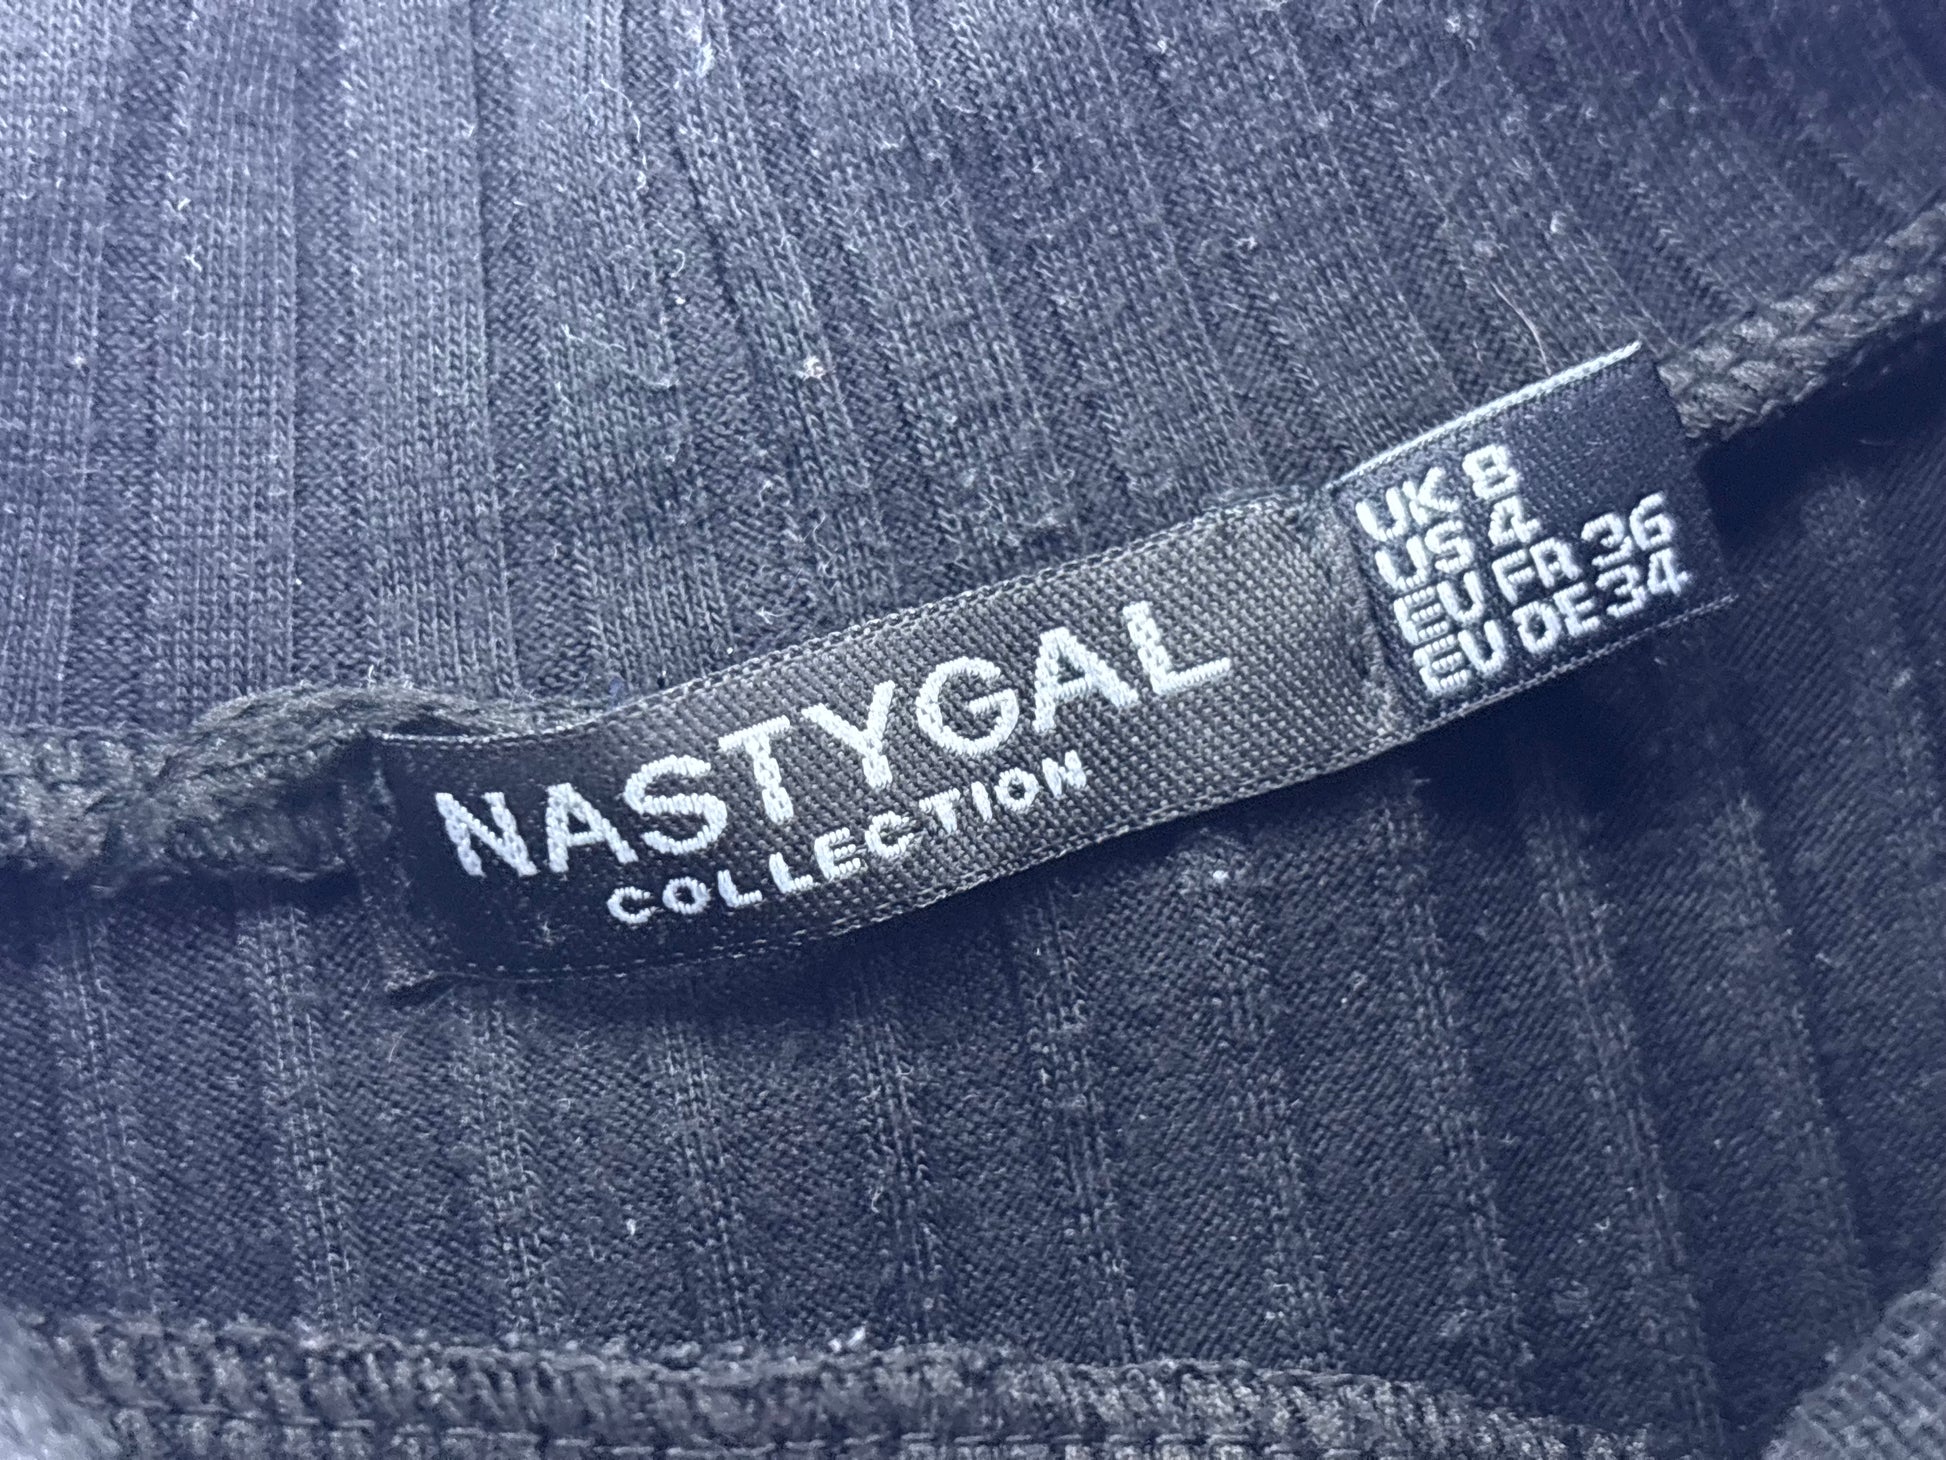 NASTYGAL
COLLECTION
UK 8
US 4
EU FR 36
EU DE 34